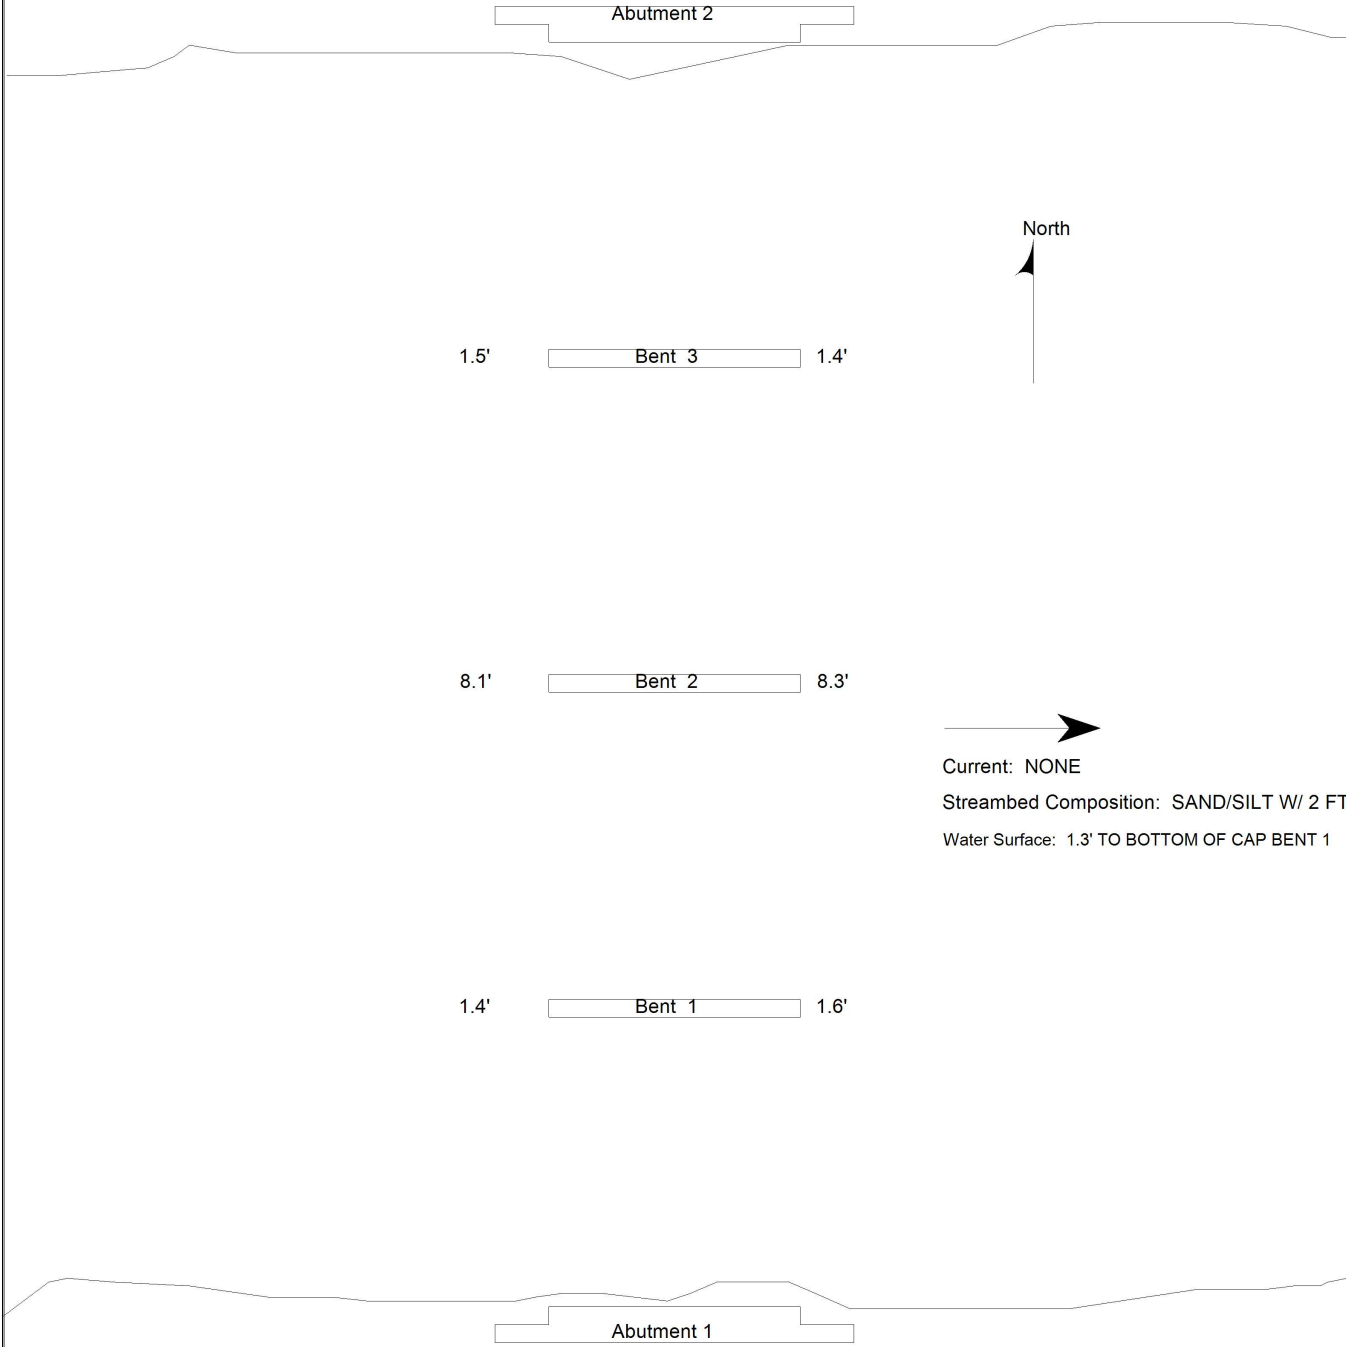 Abutment 2
North
1.5' Bent 3 1.4'
8.1' Bent 2 8.3'
Current: NONE
Streambed Composition: SAND/SILT W/ 2 FT
Water Surface: 1.3' TO BOTTOM OF CAP BENT 1
1.4' Bent 1 1.6'
Abutment 1